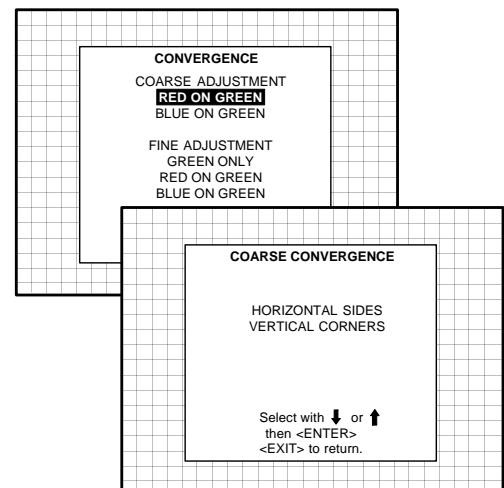 CONVERGENCE
COARSE ADJUSTMENT
RED ON GREEN
BLUE ON GREEN
FINE ADJUSTMENT
GREEN ONLY
RED ON GREEN
BLUE ON GREEN
COARSE CONVERGENCE
HORIZONTAL SIDES
VERTICAL CORNERS
Select with ⬇ or ⬆
then <ENTER>
<EXIT> to return.